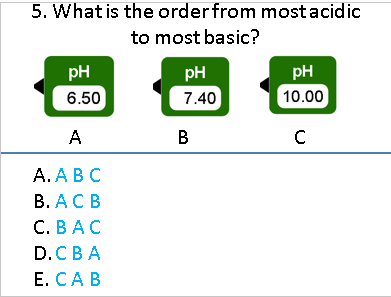 5. What is the order from most acidic
to most basic?
pH pH pH
6.50 7.40 10.00
A B C
A. A B C
B. A C B
C. B A C
D. C B A
E. C A B